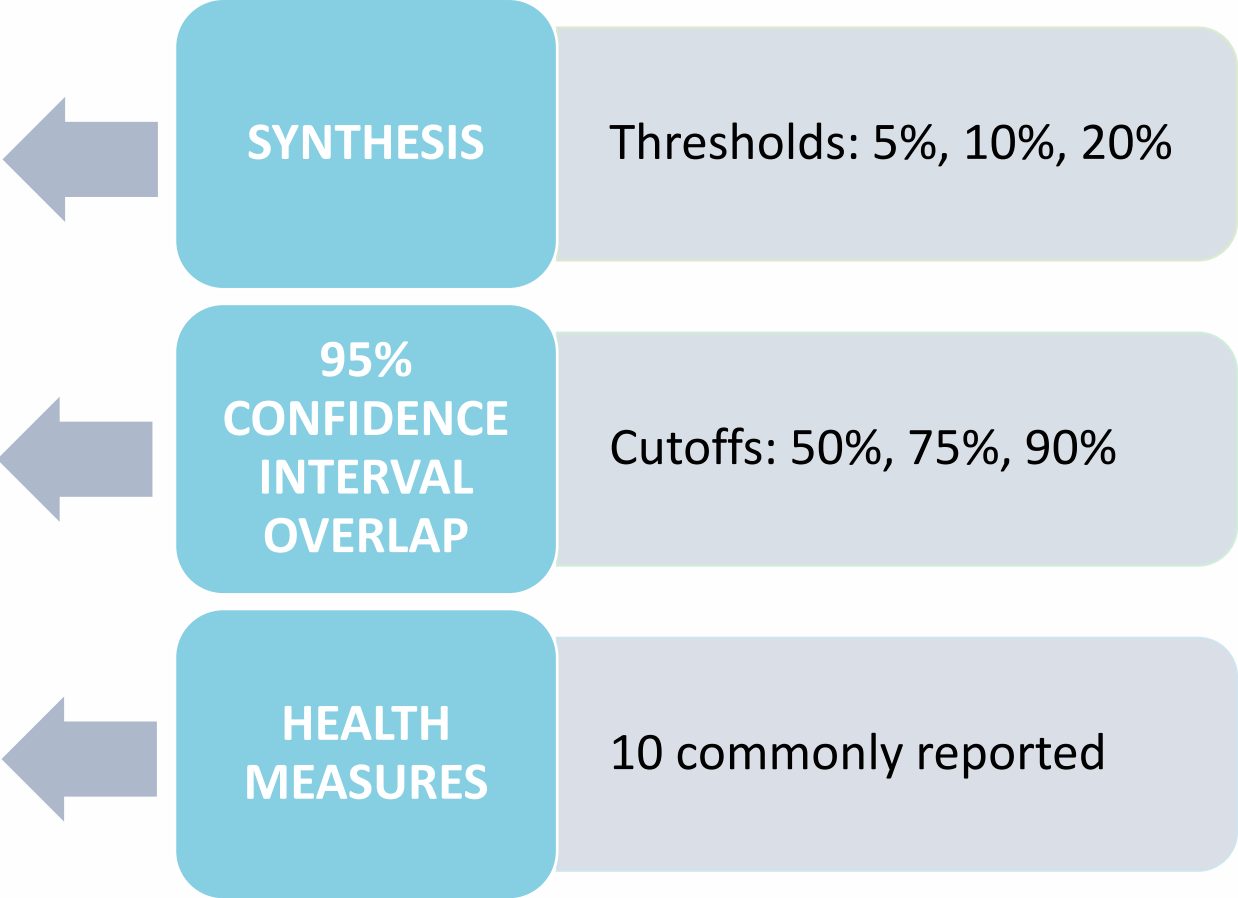 SYNTHESIS
Thresholds: 5%, 10%, 20%
95%
CONFIDENCE
INTERVAL
OVERLAP
Cutoffs: 50%, 75%, 90%
HEALTH
MEASURES
10 commonly reported